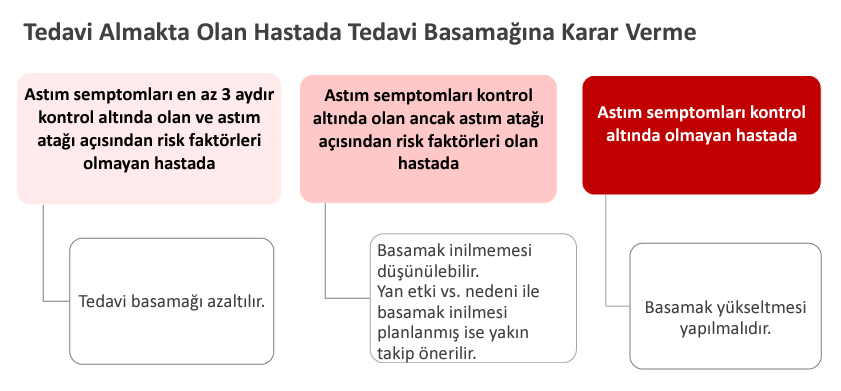 Tedavi Almakta Olan Hastada Tedavi Basamağına Karar Verme
Astım semptomları en az 3 aydır
kontrol altında olan ve astım
atağı açısından risk faktörleri
olmayan hastada
Tedavi basamağı azaltılır.
Astım semptomları kontrol
altında olan ancak astım atağı
açısından risk faktörleri olan
hastada
Basamak inilmemesi
düşünülebilir.
Yan etki vs. nedeni ile
basamak inilmesi
planlanmış ise yakın
takip önerilir.
Astım semptomları kontrol
altında olmayan hastada
Basamak yükseltmesi
yapılmalıdır.